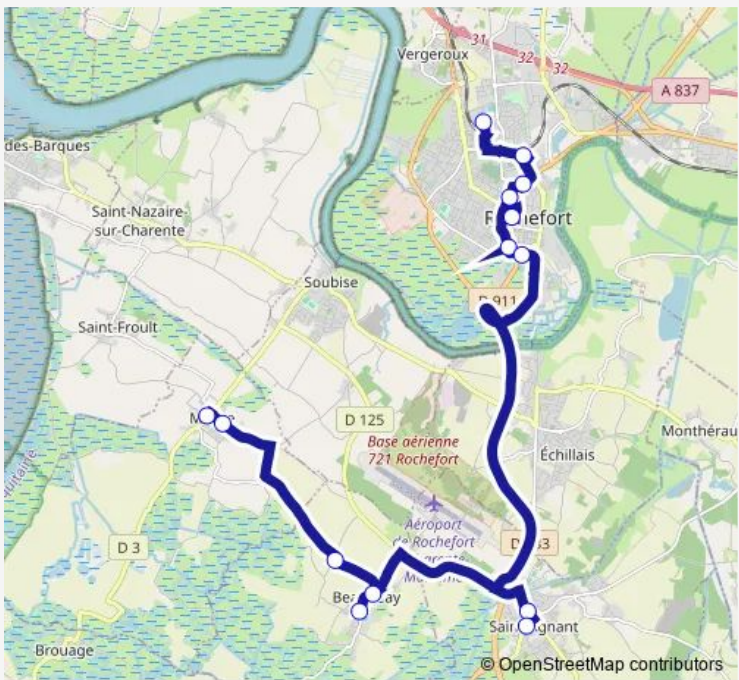 Vergeroux
31
32
32
A 837
des-Barques
Saint-Nazaire-
sur-Charente
Soubise
D 911
Saint-Froult
D 125
Base aérienne
721 Rochefort
Échillais
Monthérau
Aéroport
de Rochefort
D 3
Brouage
© OpenStreetMap contributors